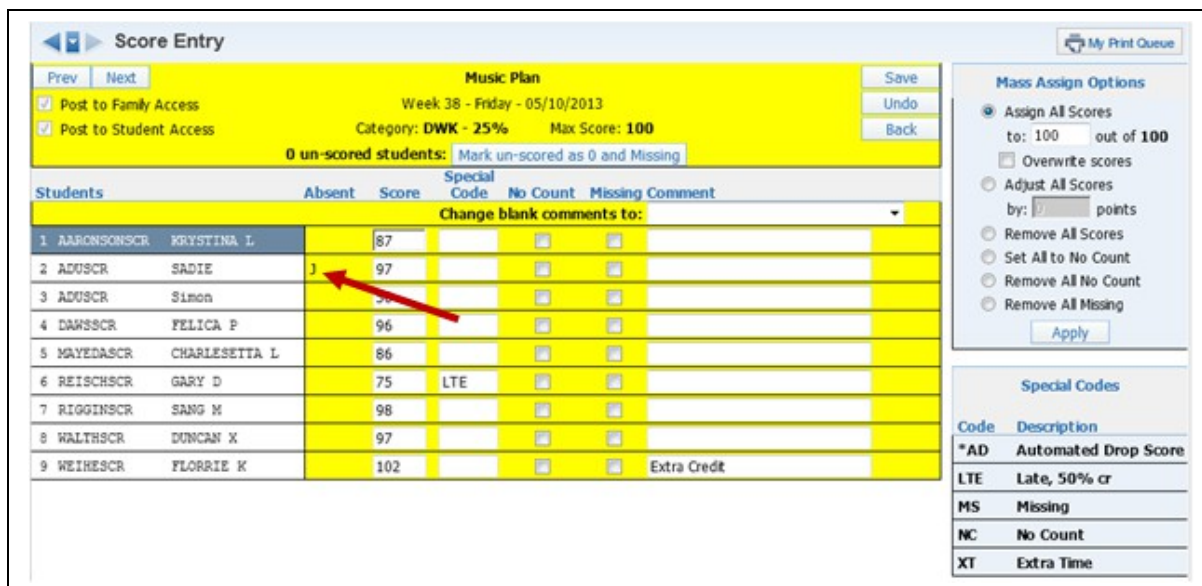 Score Entry
My Print Queue
Prev Next Music Plan Save
Post to Family Access Week 38 - Friday - 05/10/2013 Undo
Post to Student Access Category: DWK - 25% Max Score: 100 Back
0 un-scored students: Mark un-scored as 0 and Missing
Students Absent Score Special Code No Count Missing Comment
Change blank comments to:
1 AARONSONSCR KRYSTINA L 87
2 ADUSCR SADIE J 97
3 ADUSCR Simon
4 DAWSSCR FELICA P 96
5 MAYEDASCR CHARLESETTA L 86
6 REISCHSCR GARY D 75 LTE
7 RIGGINSCR SANG M 98
8 WALTHSCR DUNCAN X 97
9 WEIHESCR FLORRIE K 102 Extra Credit
Mass Assign Options
Assign All Scores
to: 100 out of 100
Overwrite scores
Adjust All Scores
by: 0 points
Remove All Scores
Set All to No Count
Remove All No Count
Remove All Missing
Apply
Special Codes
Code Description
*AD Automated Drop Score
LTE Late, 50% cr
MS Missing
NC No Count
XT Extra Time